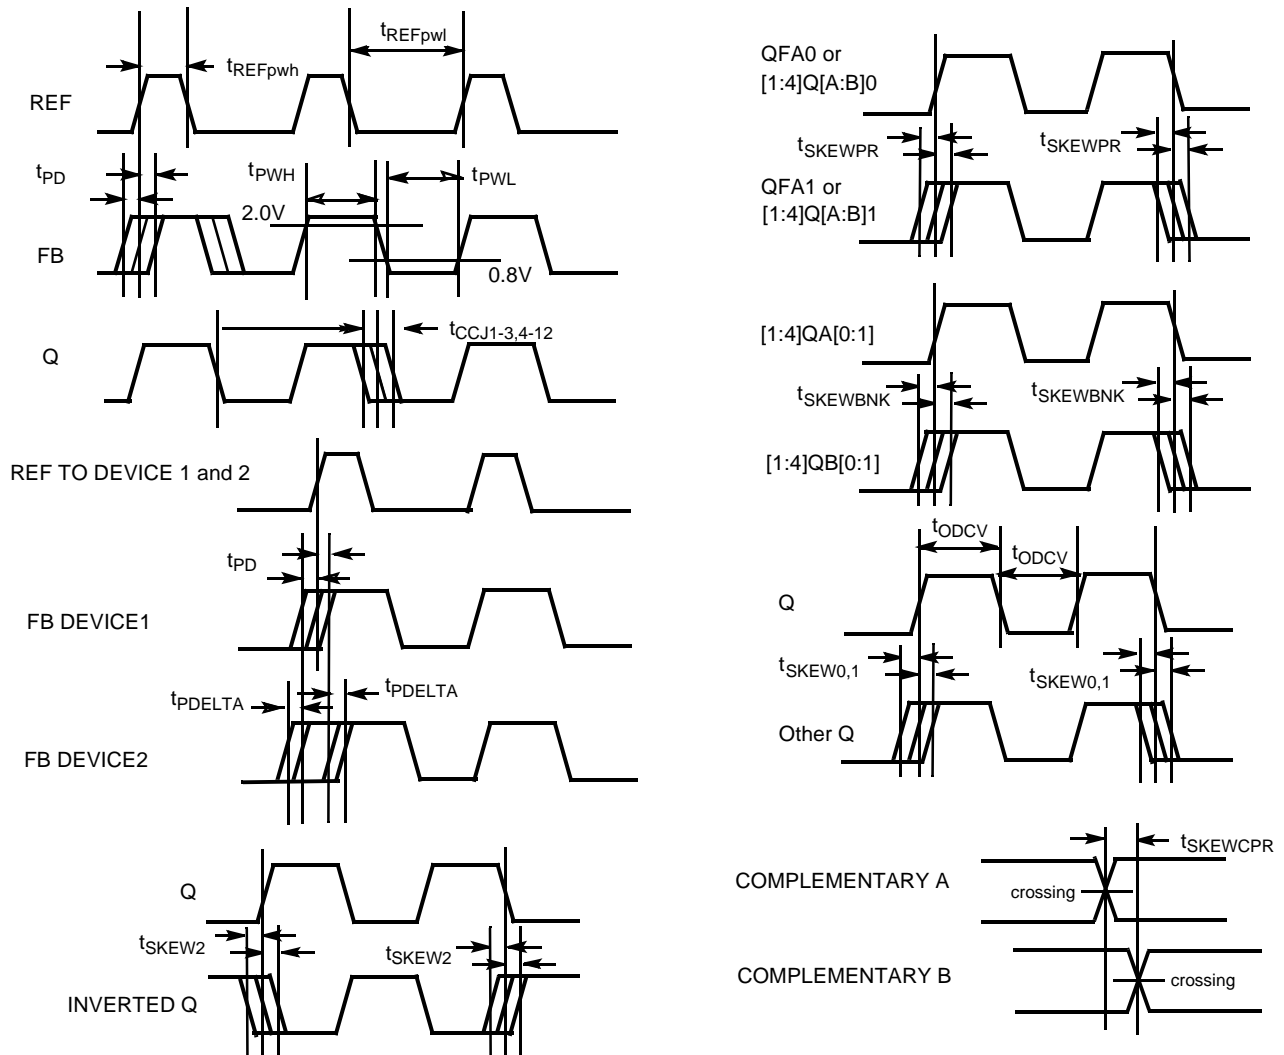 tREFpwh
tREFpwl
REF
tPD
tPWH
tPWL
2.0V
FB
0.8V
tCCJ1-3,4-12
Q
REF TO DEVICE 1 and 2
tPD
FB DEVICE1
tPDELTA
tPDELTA
FB DEVICE2
Q
tSKEW2
tSKEW2
INVERTED Q
QFA0 or
[1:4]Q[A:B]0
tSKEWPR
tSKEWPR
QFA1 or
[1:4]Q[A:B]1
[1:4]QA[0:1]
tSKEWBNK
tSKEWBNK
[1:4]QB[0:1]
tODCV
tODCV
Q
tSKEW0,1
tSKEW0,1
Other Q
tSKEWCPR
COMPLEMENTARY A
crossing
COMPLEMENTARY B
crossing